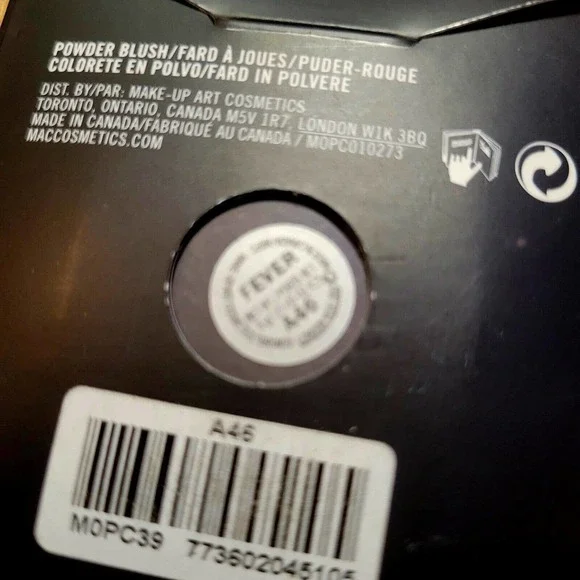 POWDER BLUSH/FARD À JOUES/PUDER-ROUGE
COLORETE EN POLVO/FARD IN POLVERE
DIST. BY/PAR: MAKE-UP ART COSMETICS
TORONTO, ONTARIO, CANADA M5V 1R7, LONDON W1K 3BQ
MADE IN CANADA/FABRIQUÉ AU CANADA / MOPC010273
MACCOSMETICS.COM
FEVER
A46
A46
M0PC39 773602045105